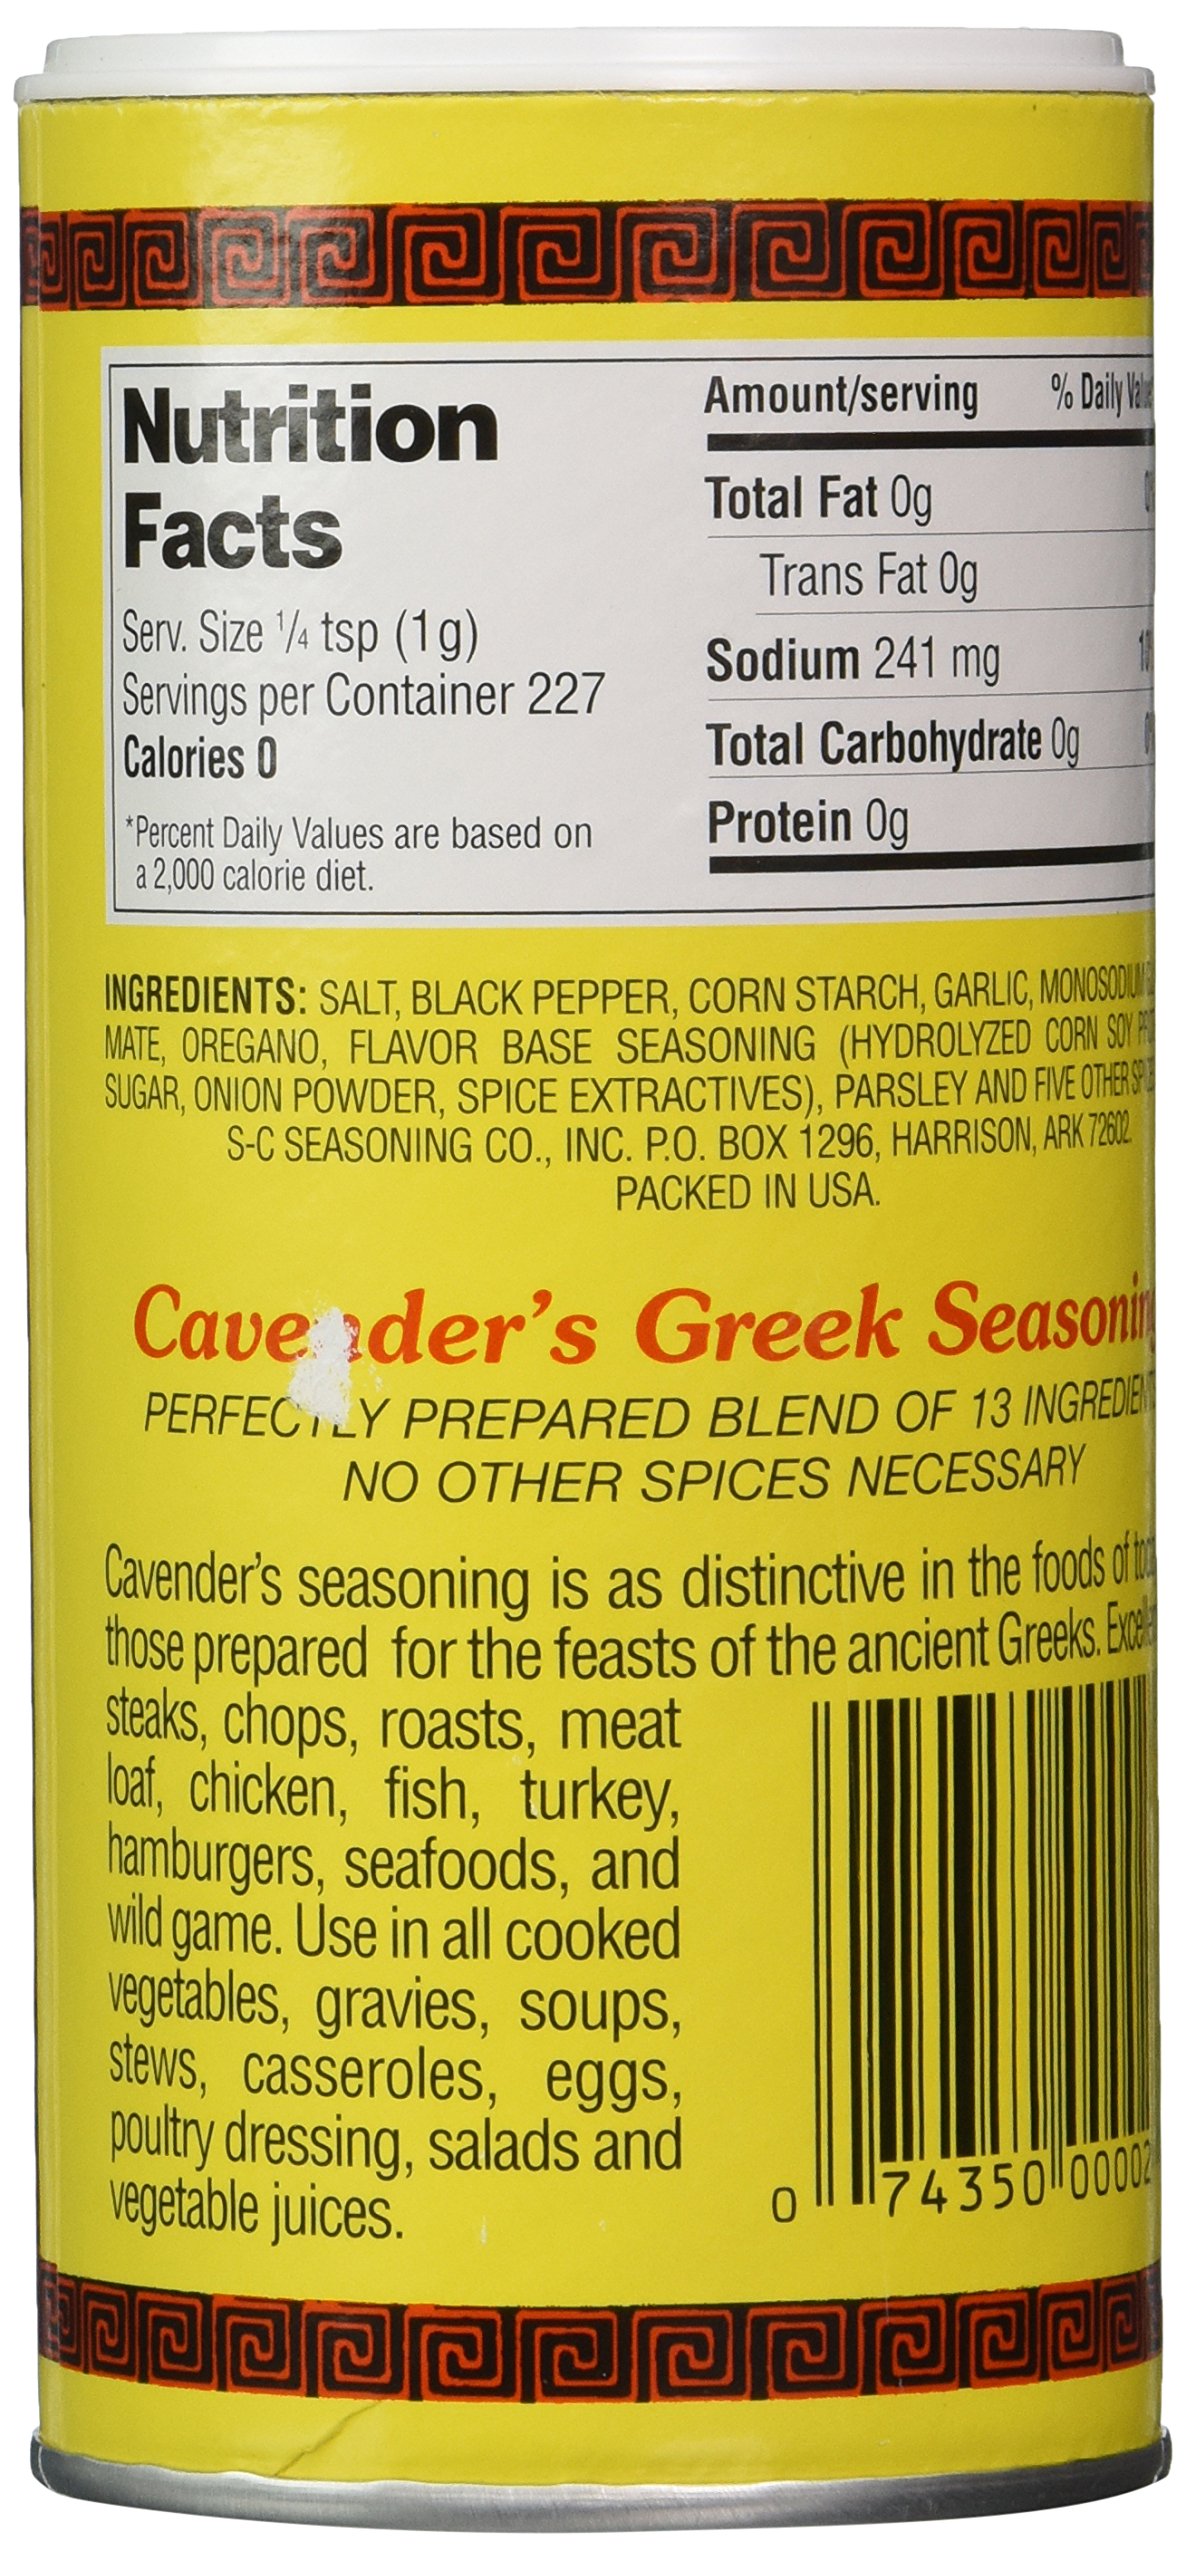 Nutrition
Facts
Serv. Size 1/4 tsp (1g)
Servings per Container 227
Calories 0
*Percent Daily Values are based on
a 2,000 calorie diet.
Amount/serving % Daily
Total Fat 0g
Trans Fat 0g
Sodium 241 mg
Total Carbohydrate 0g
Protein 0g
INGREDIENTS: SALT, BLACK PEPPER, CORN STARCH, GARLIC, MONOSODIUM
MATE, OREGANO, FLAVOR BASE SEASONING (HYDROLYZED CORN SOY
SUGAR, ONION POWDER, SPICE EXTRACTIVES), PARSLEY AND FIVE OTHER
S-C SEASONING CO., INC. P.O. BOX 1296, HARRISON, ARK 72602.
PACKED IN USA.
Cavender's Greek
PERFECTLY PREPARED BLEND OF 13
NO OTHER SPICES NECESSARY
Cavender's seasoning is as distinctive in the foods of
those prepared for the feasts of the ancient Greeks.
steaks, chops, roasts, meat
loaf, chicken, fish, turkey,
hamburgers, seafoods, and
wild game. Use in all cooked
vegetables, gravies, soups,
stews, casseroles, eggs,
poultry dressing, salads and
vegetable juices.
0 74350 00002